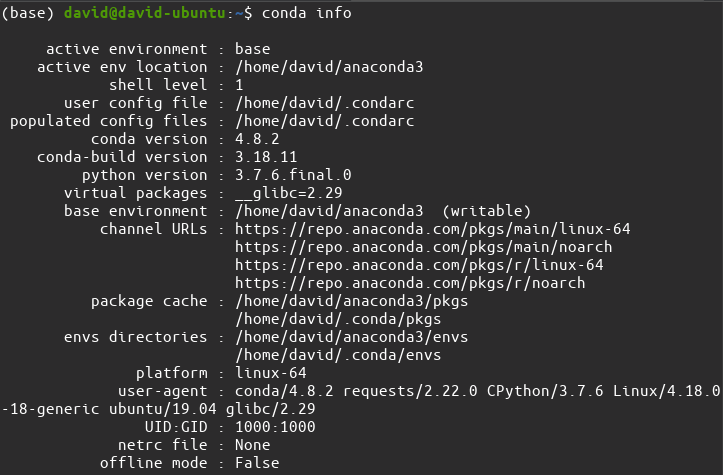 (base) david@david-ubuntu:~$ conda info
active environment : base
active env location : /home/david/anaconda3
shell level : 1
user config file : /home/david/.condarc
populated config files : /home/david/.condarc
conda version : 4.8.2
conda-build version : 3.18.11
python version : 3.7.6.final.0
virtual packages : __glibc=2.29
base environment : /home/david/anaconda3  (writable)
channel URLs : https://repo.anaconda.com/pkgs/main/linux-64
https://repo.anaconda.com/pkgs/main/noarch
https://repo.anaconda.com/pkgs/r/linux-64
https://repo.anaconda.com/pkgs/r/noarch
package cache : /home/david/anaconda3/pkgs
/home/david/.conda/pkgs
envs directories : /home/david/anaconda3/envs
/home/david/.conda/envs
platform : linux-64
user-agent : conda/4.8.2 requests/2.22.0 CPython/3.7.6 Linux/4.18.0
-18-generic ubuntu/19.04 glibc/2.29
UID:GID : 1000:1000
netrc file : None
offline mode : False